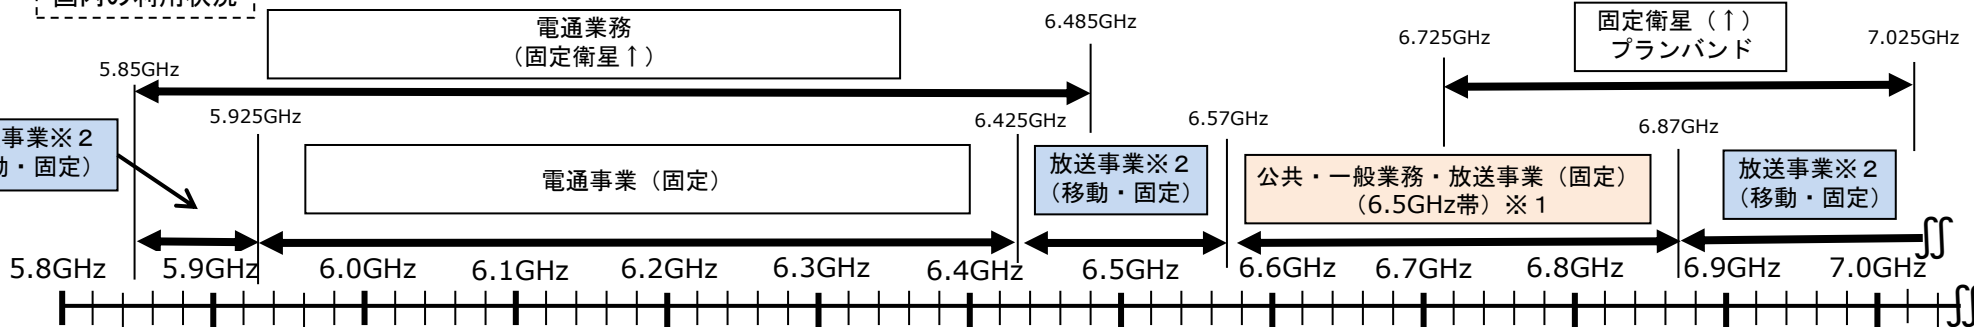 国内の利用状況
電通業務
（固定衛星↑）
6.485GHz
6.725GHz
固定衛星（↑）
プランバンド
7.025GHz
5.85GHz
5.925GHz
6.425GHz
6.57GHz
6.87GHz
事業※２
動・固定）
電通事業（固定）
放送事業※２
（移動・固定）
公共・一般業務・放送事業（固定）
（6.5GHz帯）※１
放送事業※２
（移動・固定）
5.8GHz 5.9GHz 6.0GHz 6.1GHz 6.2GHz 6.3GHz 6.4GHz 6.5GHz 6.6GHz 6.7GHz 6.8GHz 6.9GHz 7.0GHz